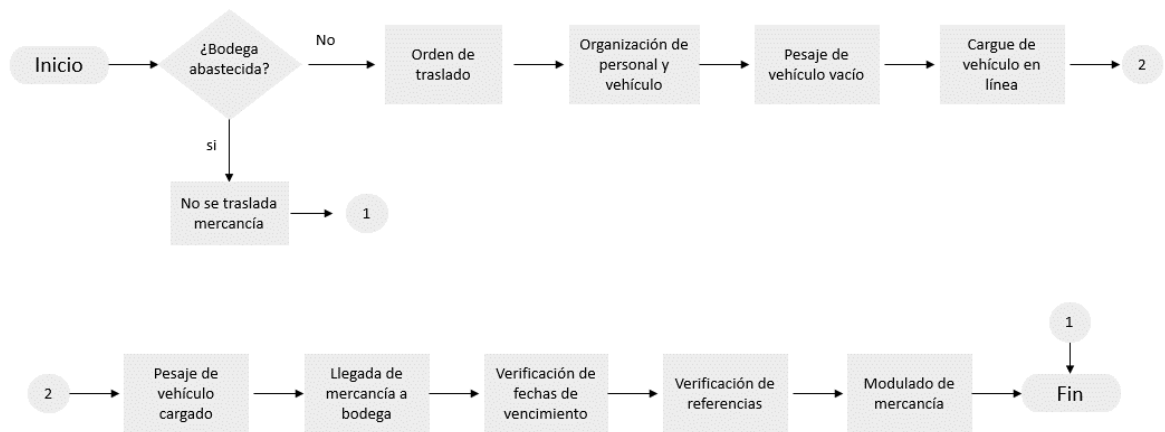 Inicio
¿Bodega
abastecida?
No
Orden de
traslado
Organización de
personal y
vehículo
Pesaje de
vehículo vacío
Cargue de
vehículo en
línea
2
si
No se traslada
mercancía
1
2
Pesaje de
vehículo
cargado
Llegada de
mercancía a
bodega
Verificación de
fechas de
vencimiento
Verificación de
referencias
Modulado de
mercancía
1
Fin